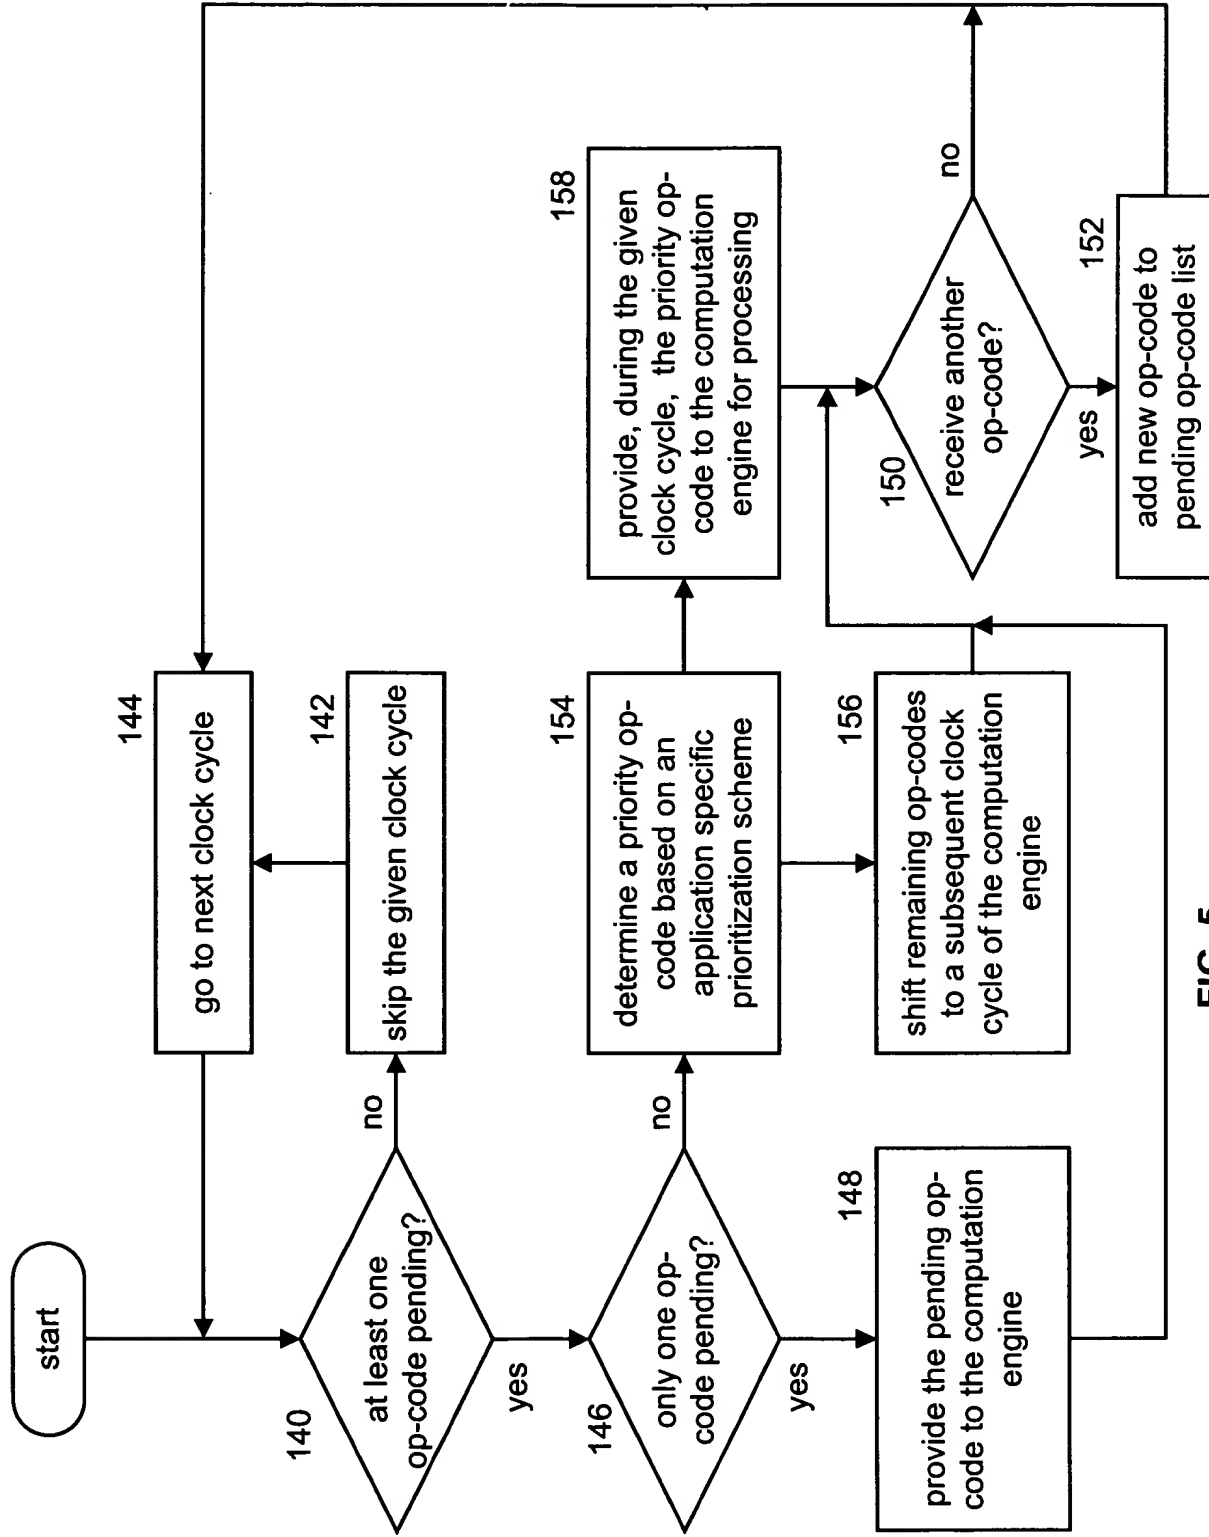 start
140
at least one
op-code pending?
no
yes
skip the given clock cycle
142
go to next clock cycle
144
146
only one op-
code pending?
no
yes
148
provide the pending op-
code to the computation
engine
154
determine a priority op-
code based on an
application specific
prioritization scheme
156
shift remaining op-codes
to a subsequent clock
cycle of the computation
engine
158
provide, during the given
clock cycle, the priority op-
code to the computation
engine for processing
150
receive another
op-code?
no
yes
152
add new op-code to
pending op-code list
FIG. 5